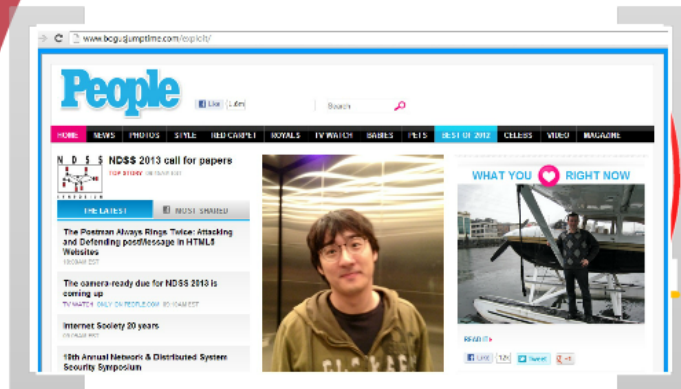 www.bogusjumptime.com/exploit/
People
Like
Search
HOME NEWS PHOTOS STYLE RED CARPET ROYALS TV WATCH BABIES PETS BEST OF 2012 CELEBS VIDEO MAGAZINE
N D S S
NDSS 2013 call for papers
TOP STORY
SYMPOSIUM
THE LATEST
MOST SHARED
The Postman Always Rings Twice: Attacking
and Defending postMessage in HTML5
Websites
The camera-ready due for NDSS 2013 is
coming up
TV WATCH ONLY ON PEOPLE.COM
Internet Society 20 years
19th Annual Network & Distributed System
Security Symposium
WHAT YOU RIGHT NOW
READ IT
Like
Tweet
+1